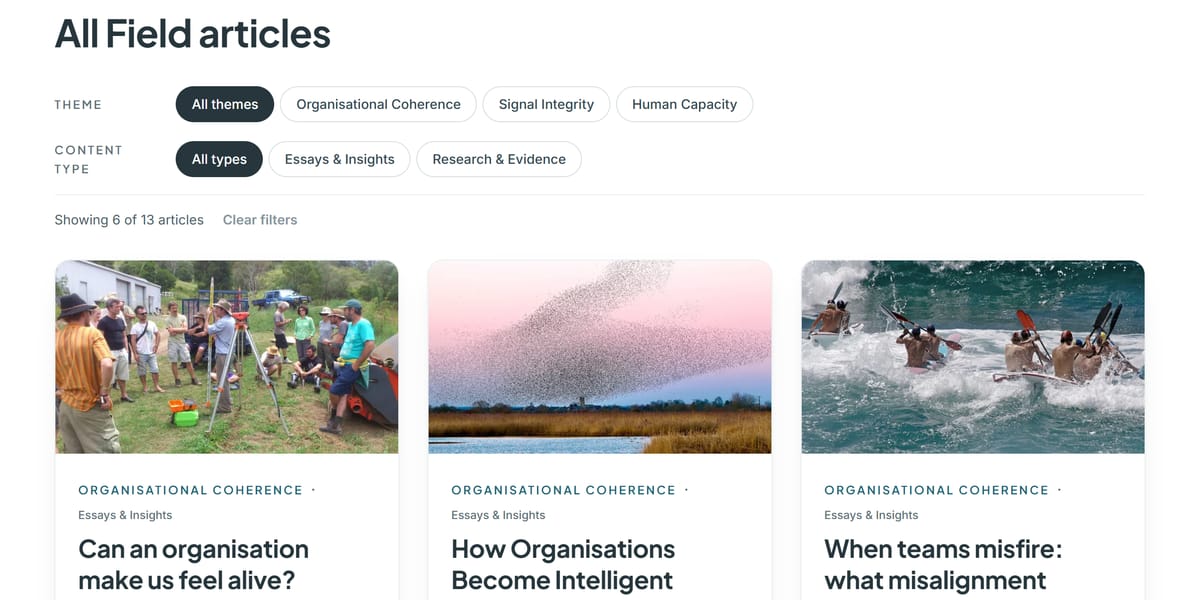 All Field articles
THEME
All themes
Organisational Coherence
Signal Integrity
Human Capacity
CONTENT
TYPE
All types
Essays & Insights
Research & Evidence
Showing 6 of 13 articles
Clear filters
ORGANISATIONAL COHERENCE ·
Essays & Insights
Can an organisation
make us feel alive?
ORGANISATIONAL COHERENCE ·
Essays & Insights
How Organisations
Become Intelligent
ORGANISATIONAL COHERENCE ·
Essays & Insights
When teams misfire:
what misalignment